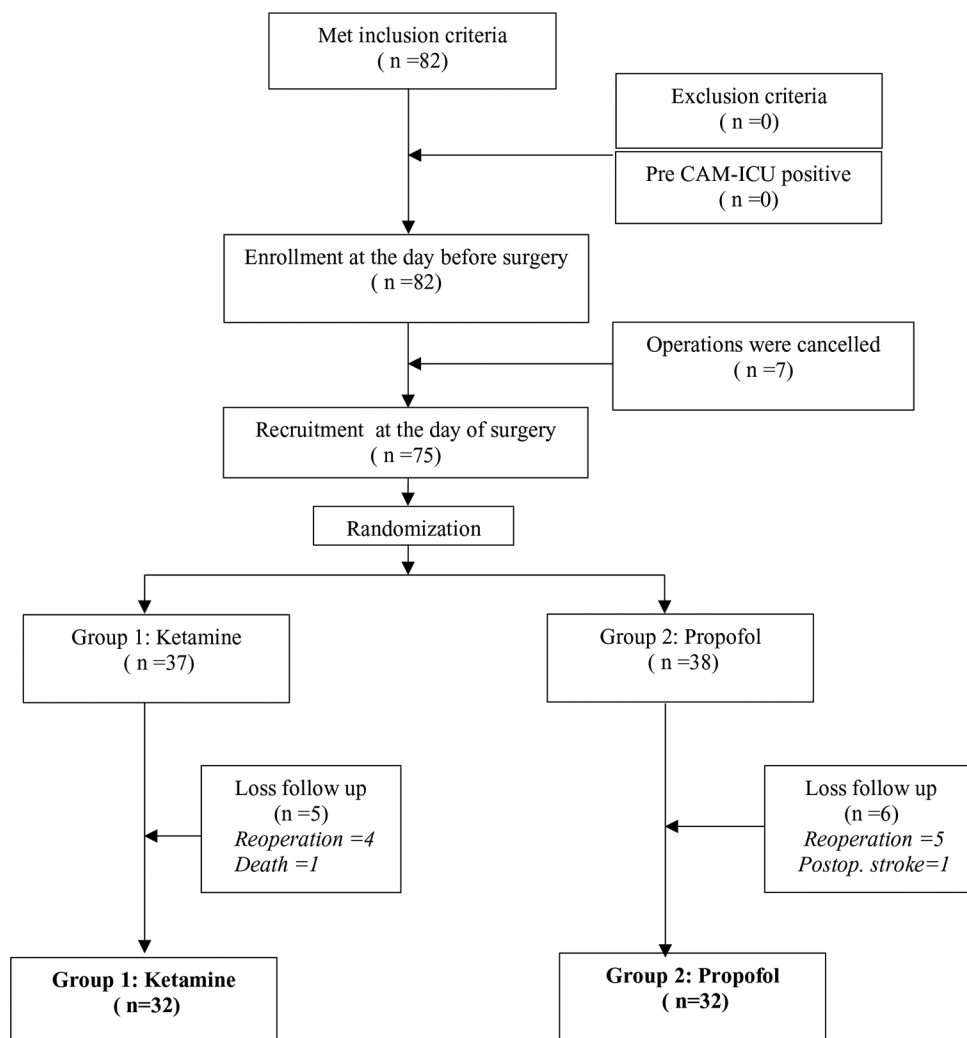 Met inclusion criteria
( n =82)
Exclusion criteria
( n =0)
Pre CAM-ICU positive
( n =0)
Enrollment at the day before surgery
( n =82)
Operations were cancelled
( n =7)
Recruitment at the day of surgery
( n =75)
Randomization
Group 1: Ketamine
( n =37)
Group 2: Propofol
( n =38)
Loss follow up
(n =5)
Reoperation =4
Death =1
Loss follow up
(n =6)
Reoperation =5
Postop. stroke=1
Group 1: Ketamine
( n=32)
Group 2: Propofol
(n=32)